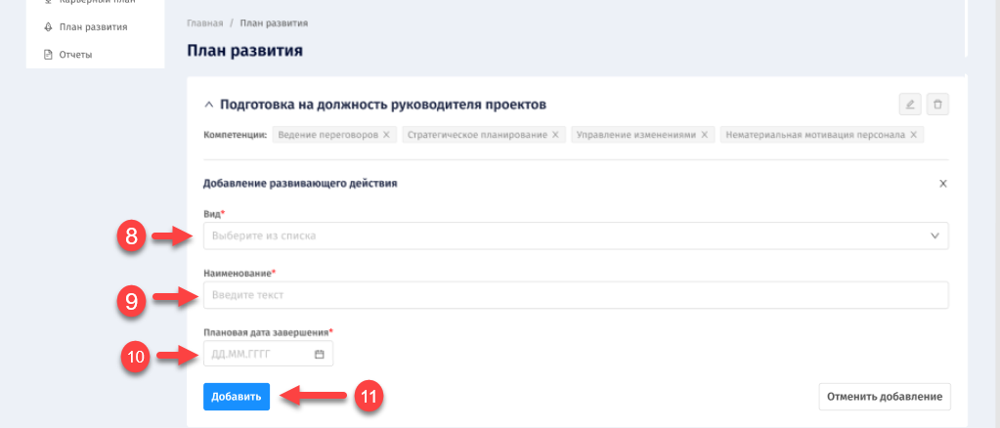 Карьерный план
План развития
Отчеты
Главная / План развития
План развития
Подготовка на должность руководителя проектов
Компетенции: Ведение переговоров X Стратегическое планирование X Управление изменениями X Нематериальная мотивация персонала X
Добавление развивающего действия X
Вид*
8 Выберите из списка
Наименование*
9 Введите текст
Плановая дата завершения*
10 ДД.ММ.ГГГГ
Добавить 11 Отменить добавление